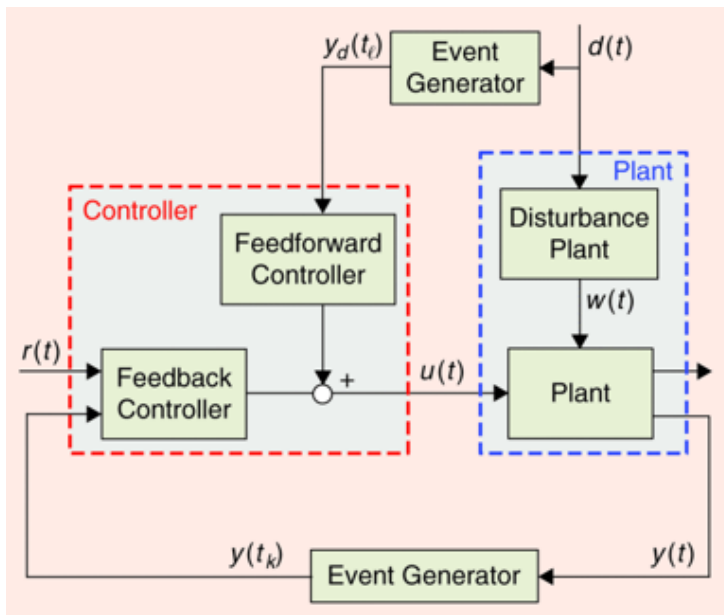 y_d(t_ℓ)
Event
Generator
d(t)
Controller
Plant
Feedforward
Controller
Disturbance
Plant
w(t)
r(t)
Feedback
Controller
+
u(t)
Plant
y(t_k)
Event Generator
y(t)